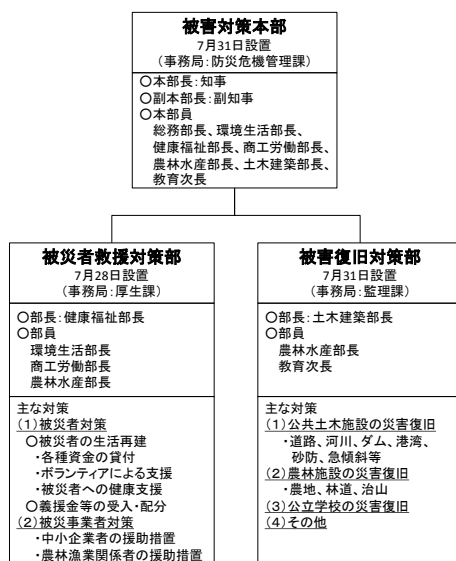 被害対策本部
7月31日設置
(事務局:防災危機管理課)
○本部長:知事
○副本部長:副知事
○本部員
総務部長、環境生活部長、
健康福祉部長、商工労働部長、
農林水産部長、土木建築部長、
教育次長
被災者救援対策部
7月28日設置
(事務局:厚生課)
○部長:健康福祉部長
○部員
環境生活部長
商工労働部長
農林水産部長
主な対策
(1)被災者対策
○被災者の生活再建
・各種資金の貸付
・ボランティアによる支援
・被災者への健康支援
○義援金等の受入・配分
(2)被災事業者対策
・中小企業者の援助措置
・農林漁業関係者の援助措置
被害復旧対策部
7月31日設置
(事務局:監理課)
○部長:土木建築部長
○部員
農林水産部長
教育次長
主な対策
(1)公共土木施設の災害復旧
・道路、河川、ダム、港湾、
砂防、急傾斜等
(2)農林施設の災害復旧
・農地、林道、治山
(3)公立学校の災害復旧
(4)その他